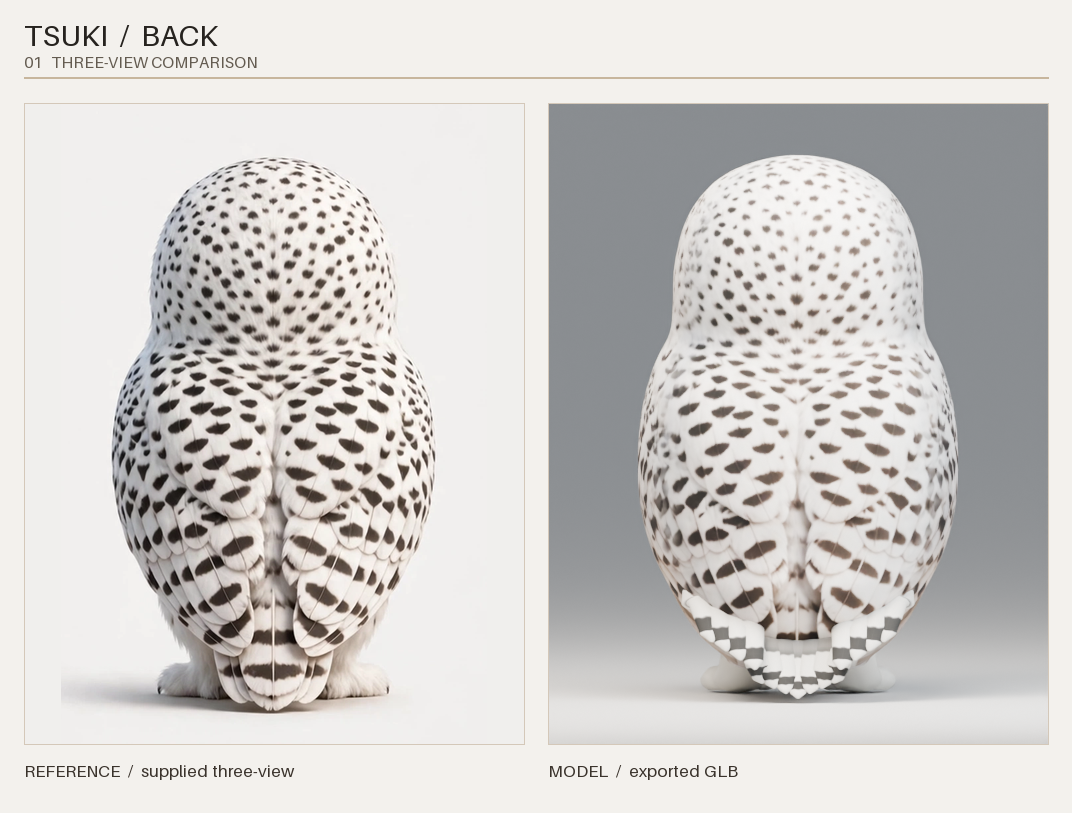 TSUKI / BACK
01 THREE-VIEW COMPARISON
REFERENCE / supplied three-view
MODEL / exported GLB